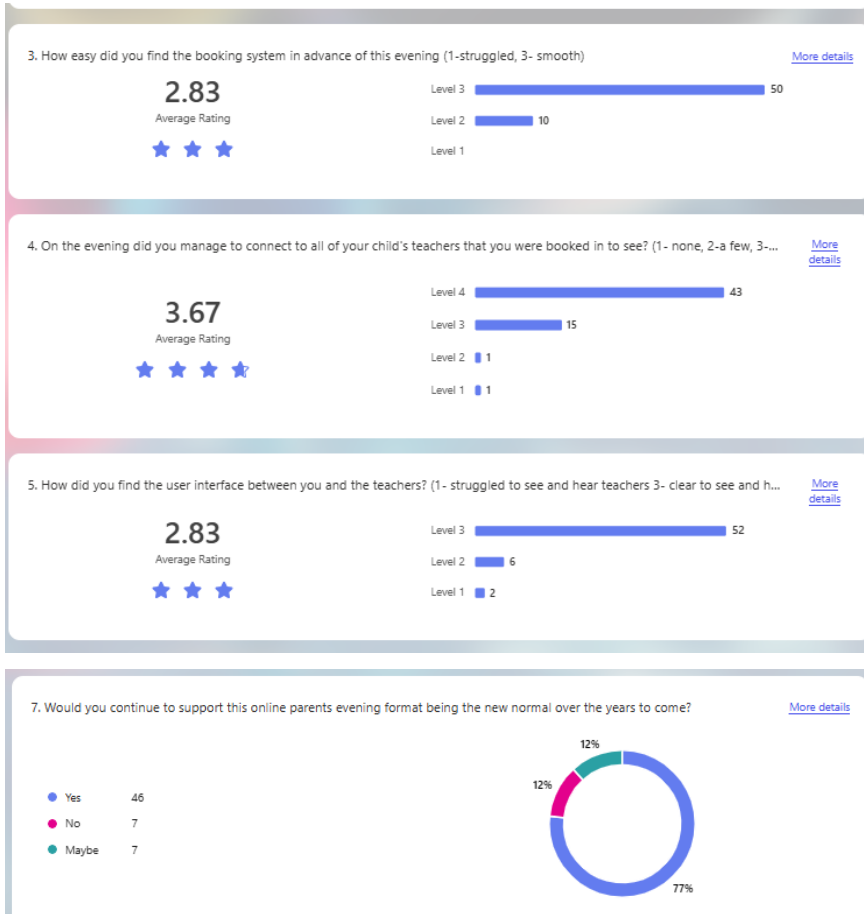 3. How easy did you find the booking system in advance of this evening (1-struggled, 3- smooth)
More details
2.83
Average Rating
Level 3 50
Level 2 10
Level 1
4. On the evening did you manage to connect to all of your child's teachers that you were booked in to see? (1- none, 2-a few, 3-...
More
details
3.67
Average Rating
Level 4 43
Level 3 15
Level 2 1
Level 1 1
5. How did you find the user interface between you and the teachers? (1- struggled to see and hear teachers 3- clear to see and h...
More
details
2.83
Average Rating
Level 3 52
Level 2 6
Level 1 2
7. Would you continue to support this online parents evening format being the new normal over the years to come?
More details
Yes 46
No 7
Maybe 7
12%
12%
77%